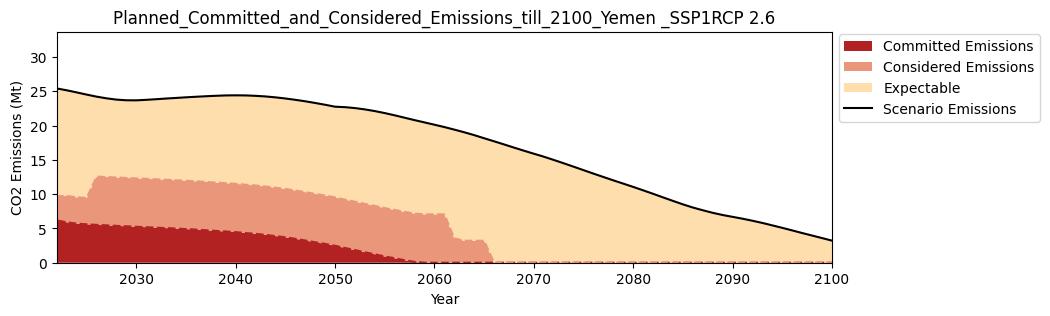 Planned_Committed_and_Considered_Emissions_till_2100_Yemen _SSP1RCP 2.6
CO2 Emissions (Mt)
30
25
20
15
10
5
0
2030 2040 2050 2060 2070 2080 2090 2100
Year
Committed Emissions
Considered Emissions
Expectable
Scenario Emissions